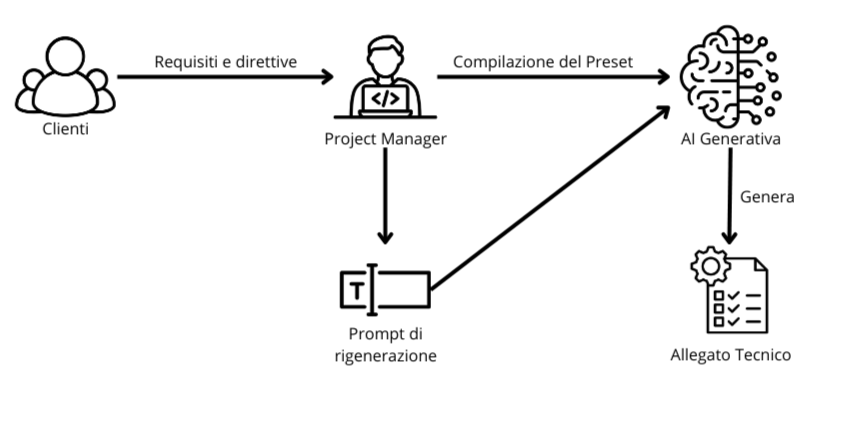 Requisiti e direttive
Compilazione del Preset
Clienti
</>
Project Manager
AI Generativa
Genera
T
Prompt di
rigenerazione
Allegato Tecnico